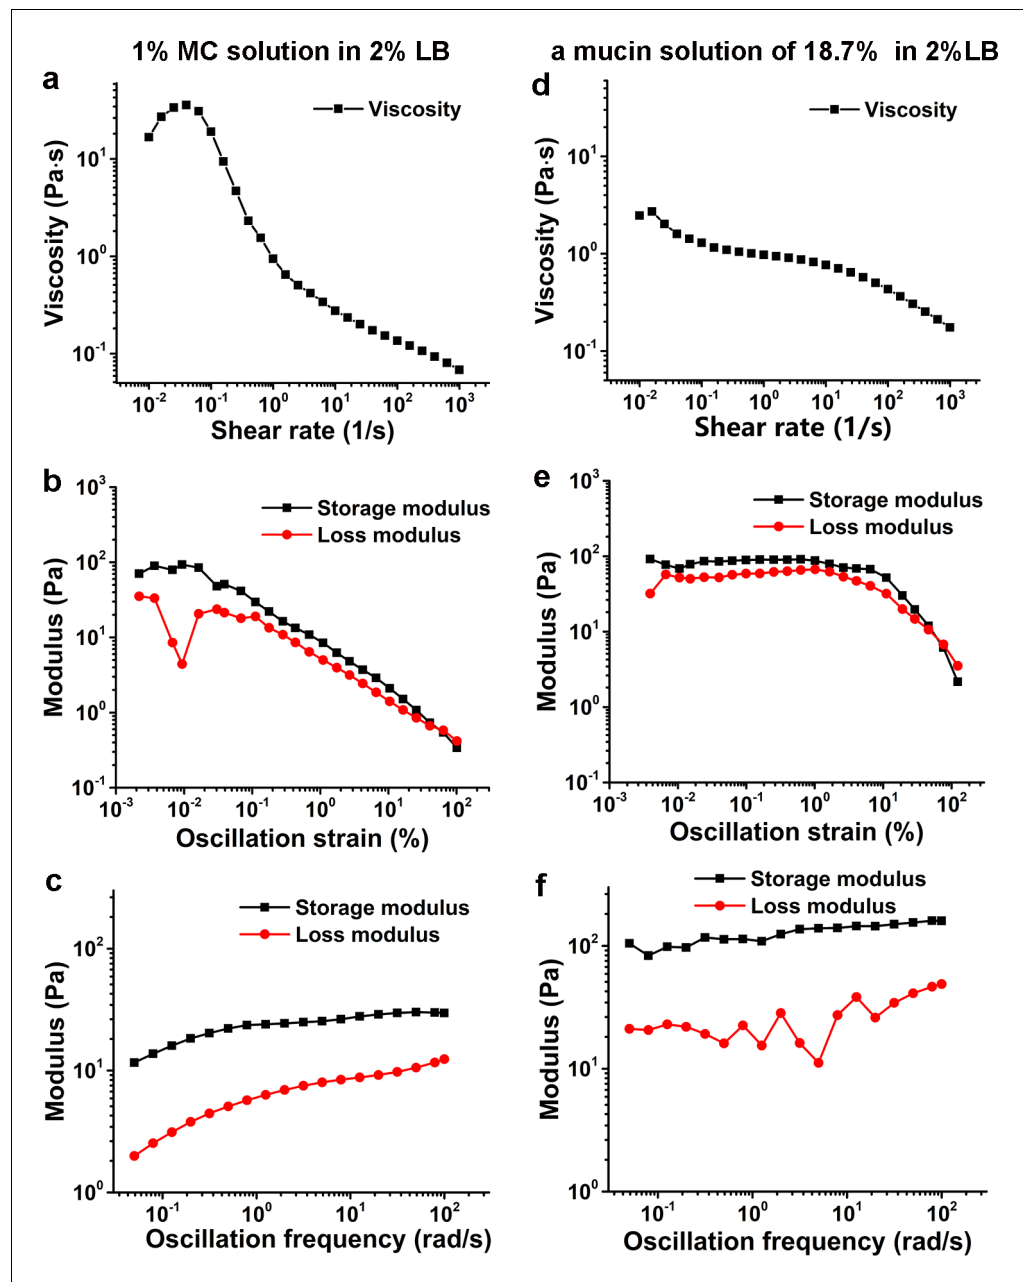 1% MC solution in 2% LB
a mucin solution of 18.7% in 2%LB
a
Viscosity
Viscosity (Pa·s)
10¹
10⁰
10⁻¹
10⁻² 10⁻¹ 10⁰ 10¹ 10² 10³
Shear rate (1/s)
d
Viscosity
Viscosity (Pa·s)
10¹
10⁰
10⁻¹
10⁻² 10⁻¹ 10⁰ 10¹ 10² 10³
Shear rate (1/s)
b
Storage modulus
Loss modulus
Modulus (Pa)
10³
10²
10¹
10⁰
10⁻¹
10⁻³ 10⁻² 10⁻¹ 10⁰ 10¹ 10²
Oscillation strain (%)
e
Storage modulus
Loss modulus
Modulus (Pa)
10³
10²
10¹
10⁰
10⁻¹
10⁻³ 10⁻² 10⁻¹ 10⁰ 10¹ 10²
Oscillation strain (%)
c
Storage modulus
Loss modulus
Modulus (Pa)
10²
10¹
10⁰
10⁻¹ 10⁰ 10¹ 10²
Oscillation frequency (rad/s)
f
Storage modulus
Loss modulus
Modulus (Pa)
10²
10¹
10⁰
10⁻¹ 10⁰ 10¹ 10²
Oscillation frequency (rad/s)